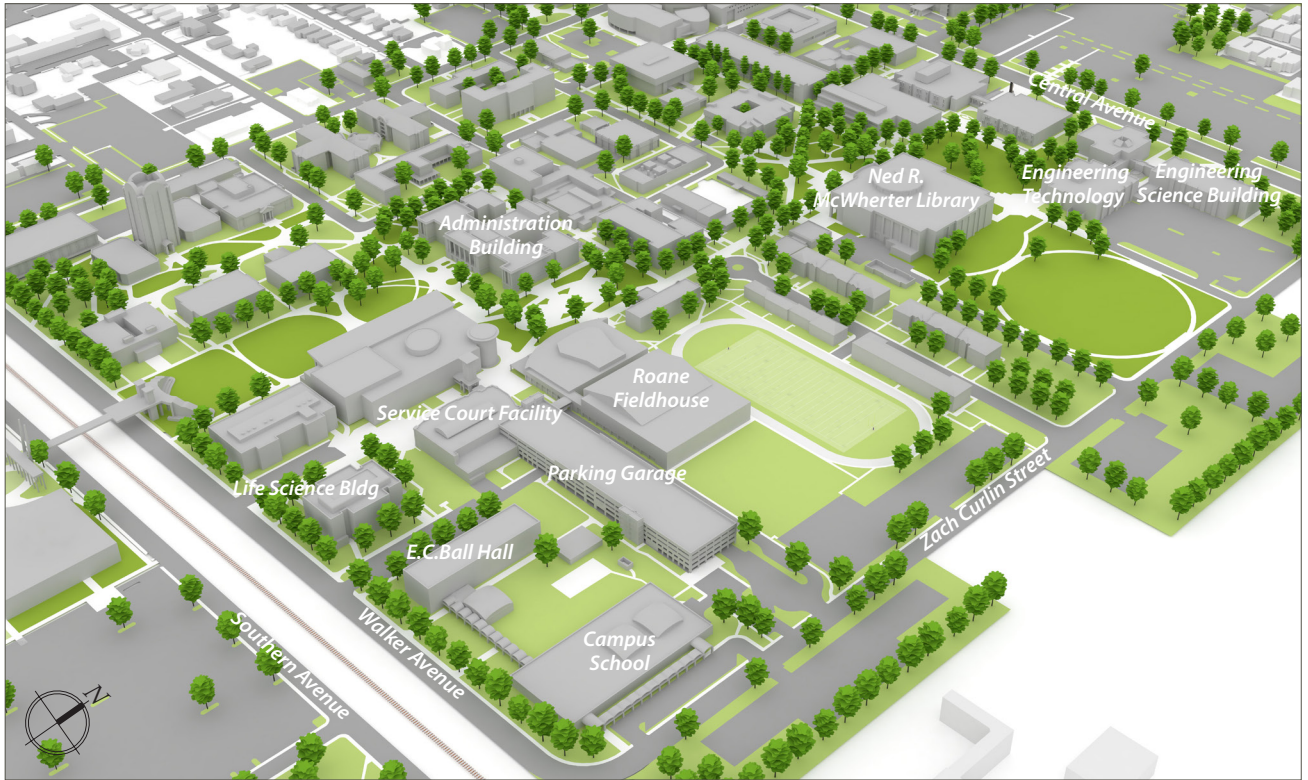 Central Avenue
Ned R.
McWherter Library
Engineering
Technology
Engineering
Science Building
Administration
Building
Roane
Fieldhouse
Service Court Facility
Parking Garage
Life Science Bldg
Zach Curlin Street
E.C.Ball Hall
Campus
School
Walker Avenue
Southern Avenue
N